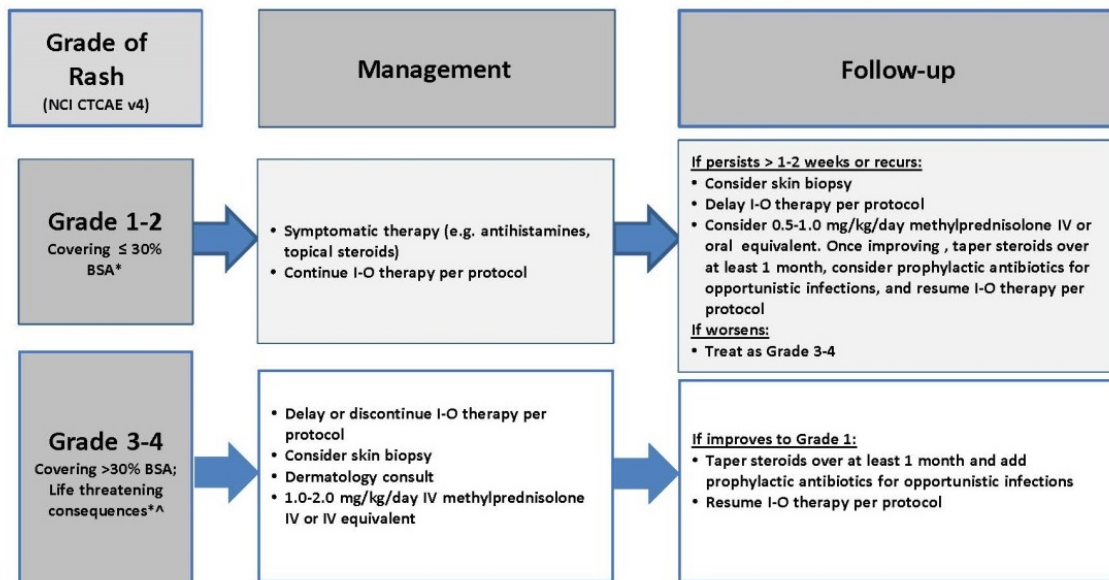 Grade of
Rash
(NCI CTCAE v4)
Management
Follow-up
Grade 1-2
Covering ≤ 30%
BSA*
• Symptomatic therapy (e.g. antihistamines,
topical steroids)
• Continue I-O therapy per protocol
If persists > 1-2 weeks or recurs:
• Consider skin biopsy
• Delay I-O therapy per protocol
• Consider 0.5-1.0 mg/kg/day methylprednisolone IV or
oral equivalent. Once improving , taper steroids over
at least 1 month, consider prophylactic antibiotics for
opportunistic infections, and resume I-O therapy per
protocol
If worsens:
• Treat as Grade 3-4
Grade 3-4
Covering >30% BSA;
Life threatening
consequences*^
• Delay or discontinue I-O therapy per
protocol
• Consider skin biopsy
• Dermatology consult
• 1.0-2.0 mg/kg/day IV methylprednisolone
IV or IV equivalent
If improves to Grade 1:
• Taper steroids over at least 1 month and add
prophylactic antibiotics for opportunistic infections
• Resume I-O therapy per protocol